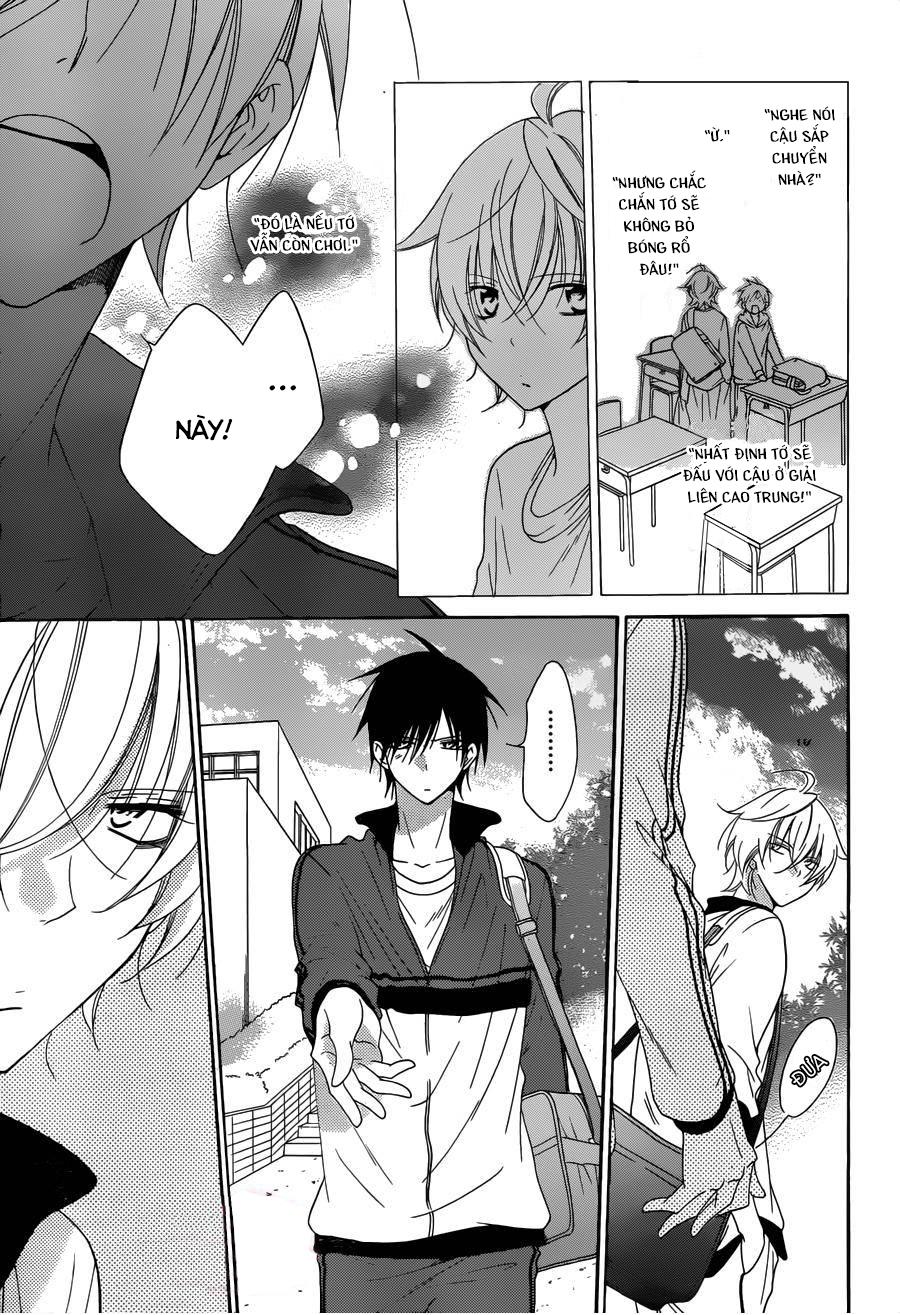 "NGHE NÓI
CẬU SẮP
CHUYỂN
NHÀ?"
"Ừ."
"NHƯNG CHẮC
CHẮN TỚ SẼ
KHÔNG BỎ
BÓNG RỔ
ĐÂU!"
"NHẤT ĐỊNH TỚ SẼ
ĐẤU VỚI CẬU Ở GIẢI
LIÊN CAO TRUNG!"
"ĐÓ LÀ NẾU TỚ
VẪN CÒN CHƠI."
...
NÀY!
ĐƯA
........